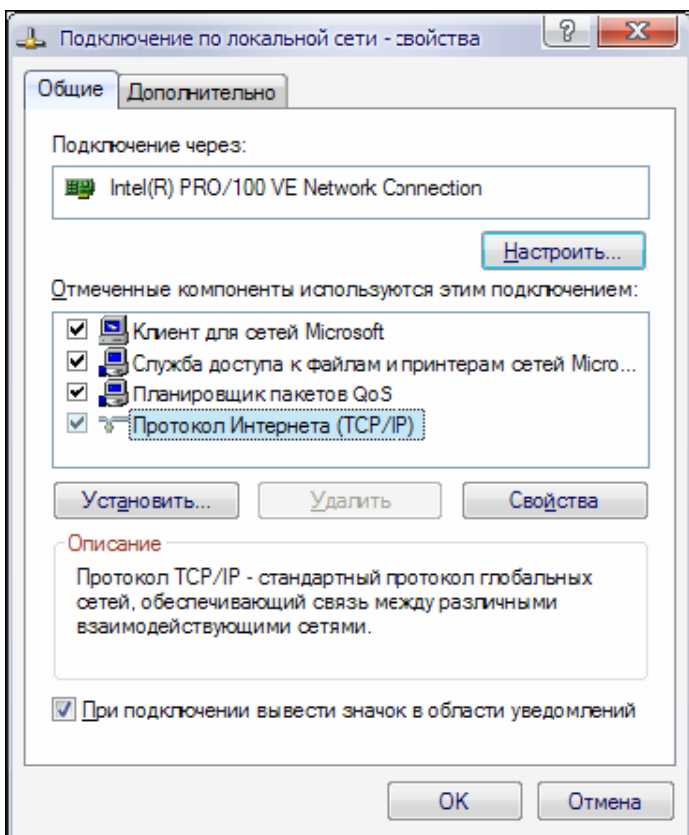 Подключение по локальной сети - свойства
Общие
Дополнительно
Подключение через:
Intel(R) PRO/100 VE Network Connection
Настроить...
Отмеченные компоненты используются этим подключением:
Клиент для сетей Microsoft
Служба доступа к файлам и принтерам сетей Micro...
Планировщик пакетов QoS
Протокол Интернета (TCP/IP)
Установить...
Удалить
Свойства
Описание
Протокол TCP/IP - стандартный протокол глобальных
сетей, обеспечивающий связь между различными
взаимодействующими сетями.
При подключении вывести значок в области уведомлений
OK
Отмена